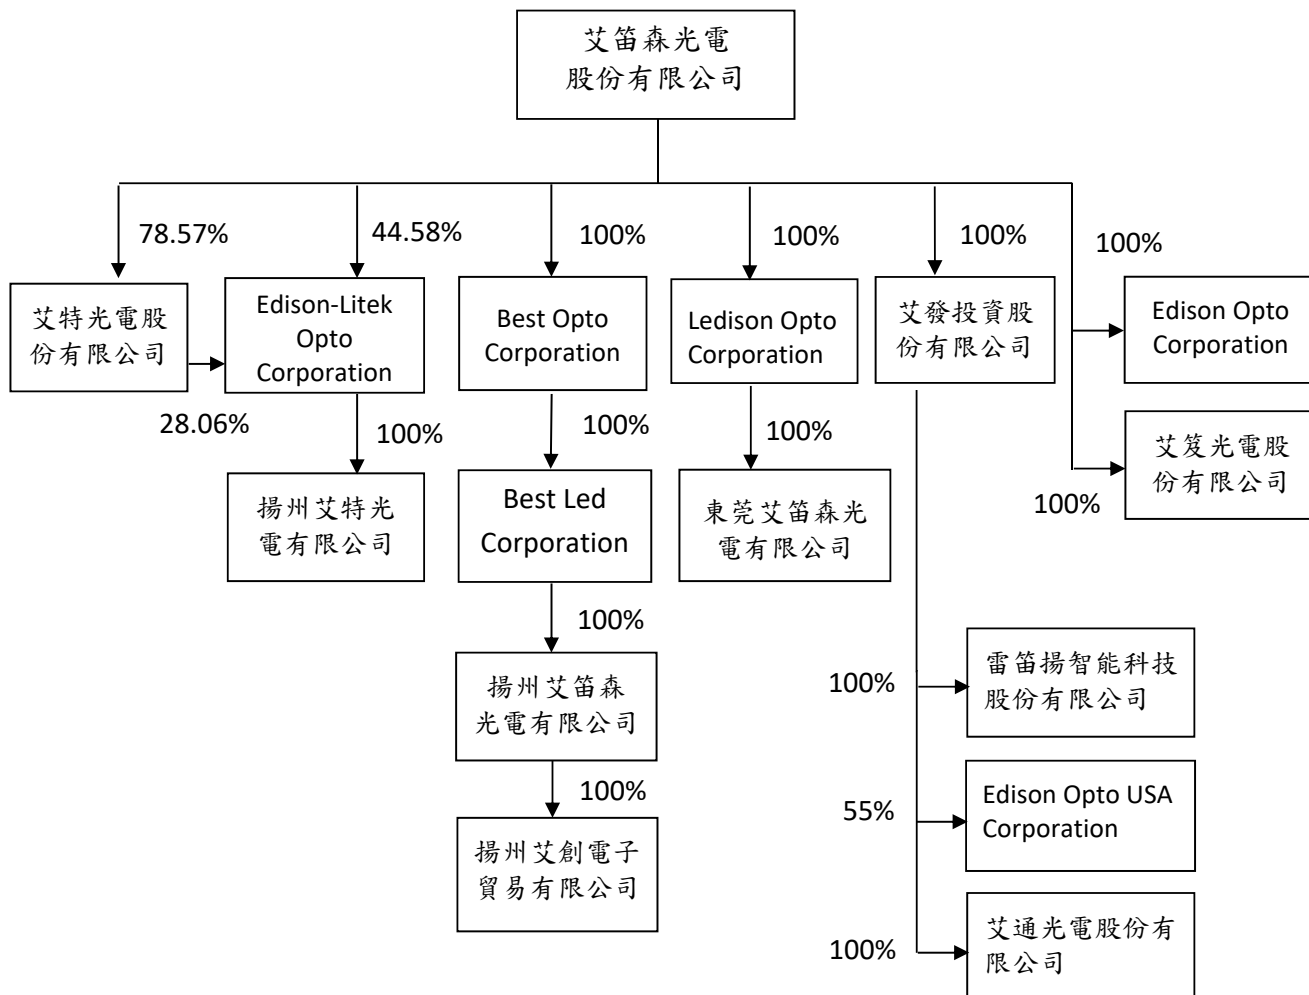 艾笛森光電
股份有限公司
78.57%
44.58%
100%
100%
100%
100%
艾特光電股
份有限公司
Edison-Litek
Opto
Corporation
Best Opto
Corporation
Ledison Opto
Corporation
艾發投資股
份有限公司
Edison Opto
Corporation
28.06%
100%
100%
100%
100%
艾笈光電股
份有限公司
揚州艾特光
電有限公司
Best Led
Corporation
東莞艾笛森光
電有限公司
100%
揚州艾笛森
光電有限公司
100%
雷笛揚智能科技
股份有限公司
100%
55%
Edison Opto USA
Corporation
揚州艾創電子
貿易有限公司
100%
艾通光電股份有
限公司